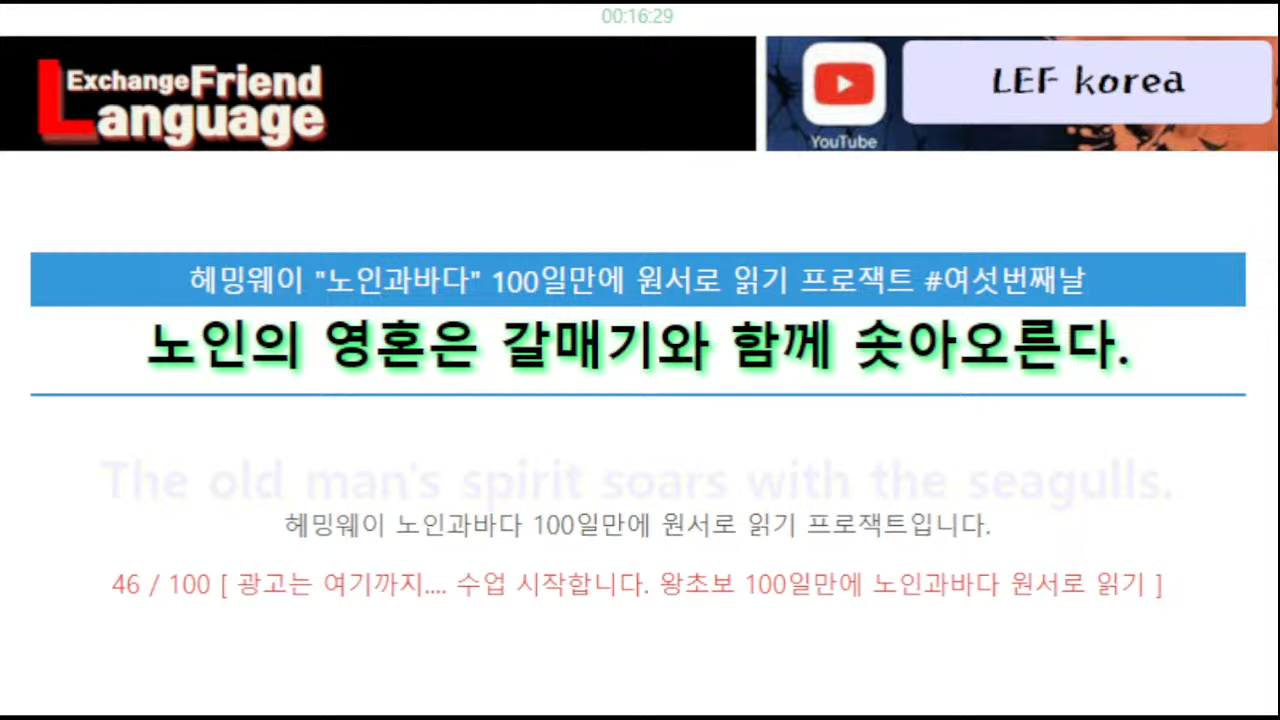 00:16:29
ExchangeFriend
Language
LEF korea
YouTube
헤밍웨이 "노인과바다" 100일만에 원서로 읽기 프로잭트 #여섯번째날
노인의 영혼은 갈매기와 함께 솟아오른다.
The old man's spirit soars with the seagulls.
헤밍웨이 노인과바다 100일만에 원서로 읽기 프로잭트입니다.
46 / 100 [ 광고는 여기까지.... 수업 시작합니다. 왕초보 100일만에 노인과바다 원서로 읽기 ]